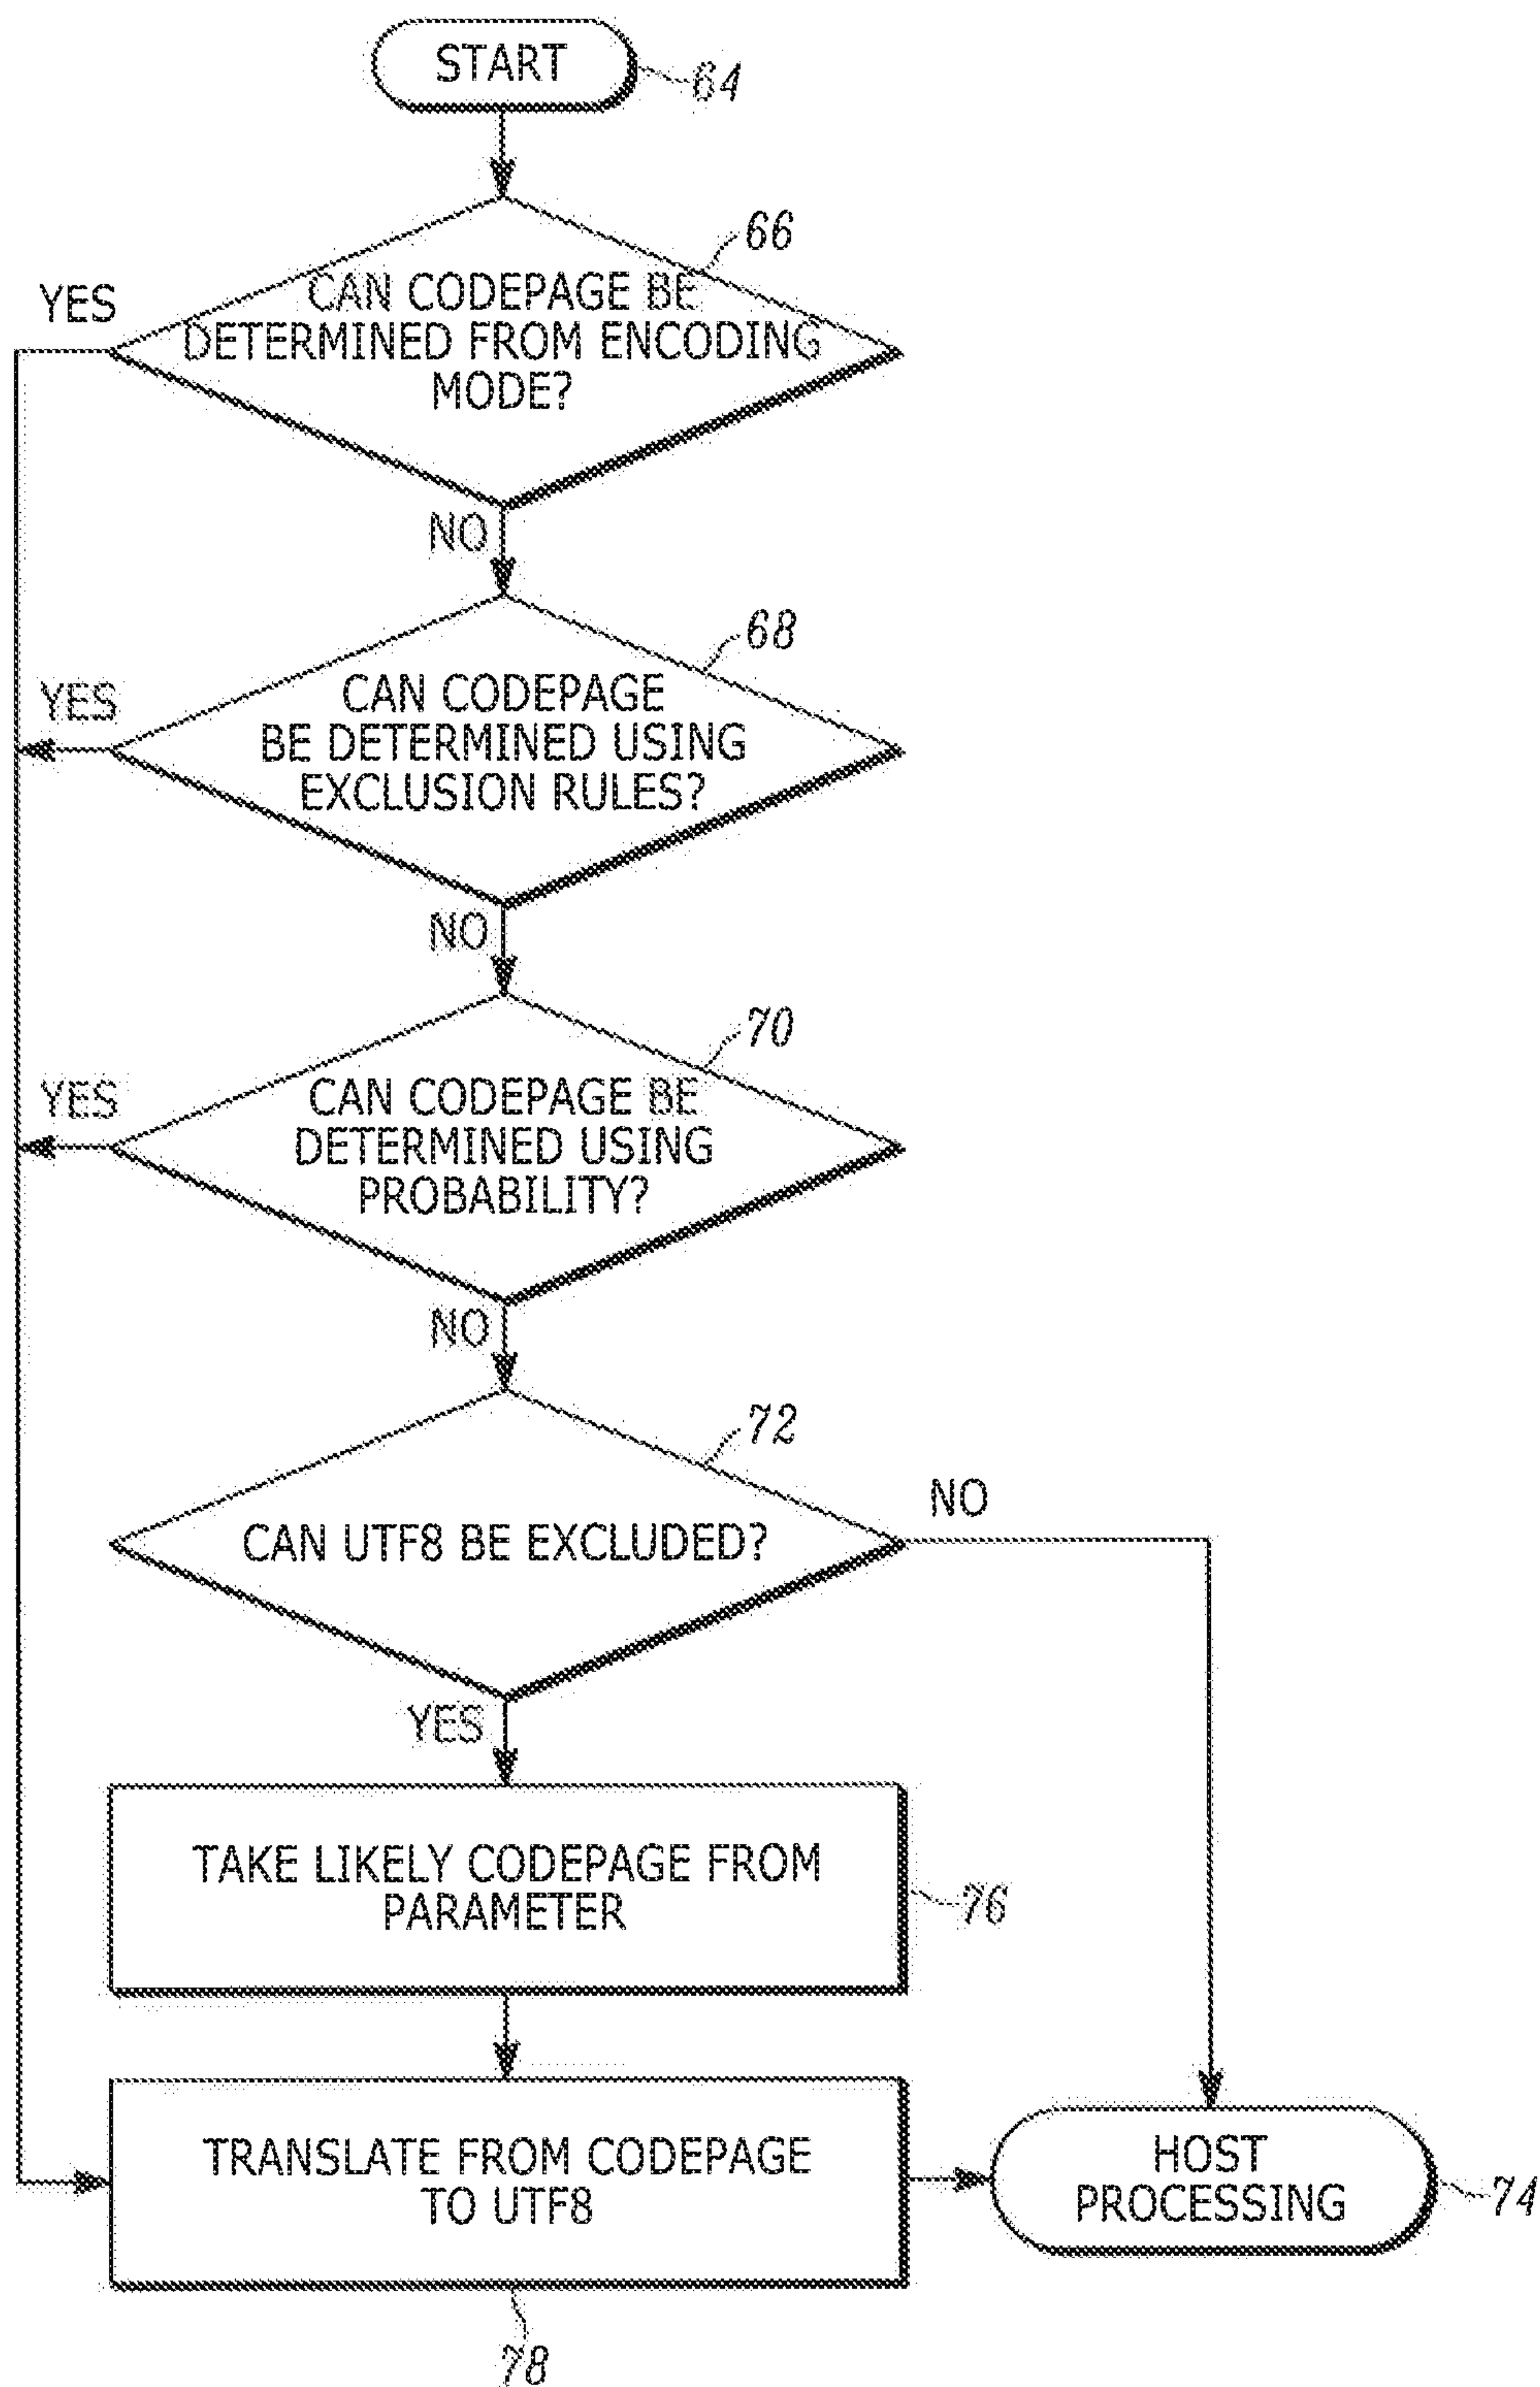 START
64
66
YES
CAN CODEPAGE BE
DETERMINED FROM ENCODING
MODE?
NO
68
YES
CAN CODEPAGE
BE DETERMINED USING
EXCLUSION RULES?
NO
70
YES
CAN CODEPAGE BE
DETERMINED USING
PROBABILITY?
NO
72
NO
CAN UTF8 BE EXCLUDED?
YES
TAKE LIKELY CODEPAGE FROM
PARAMETER
76
TRANSLATE FROM CODEPAGE
TO UTF8
HOST
PROCESSING
74
78